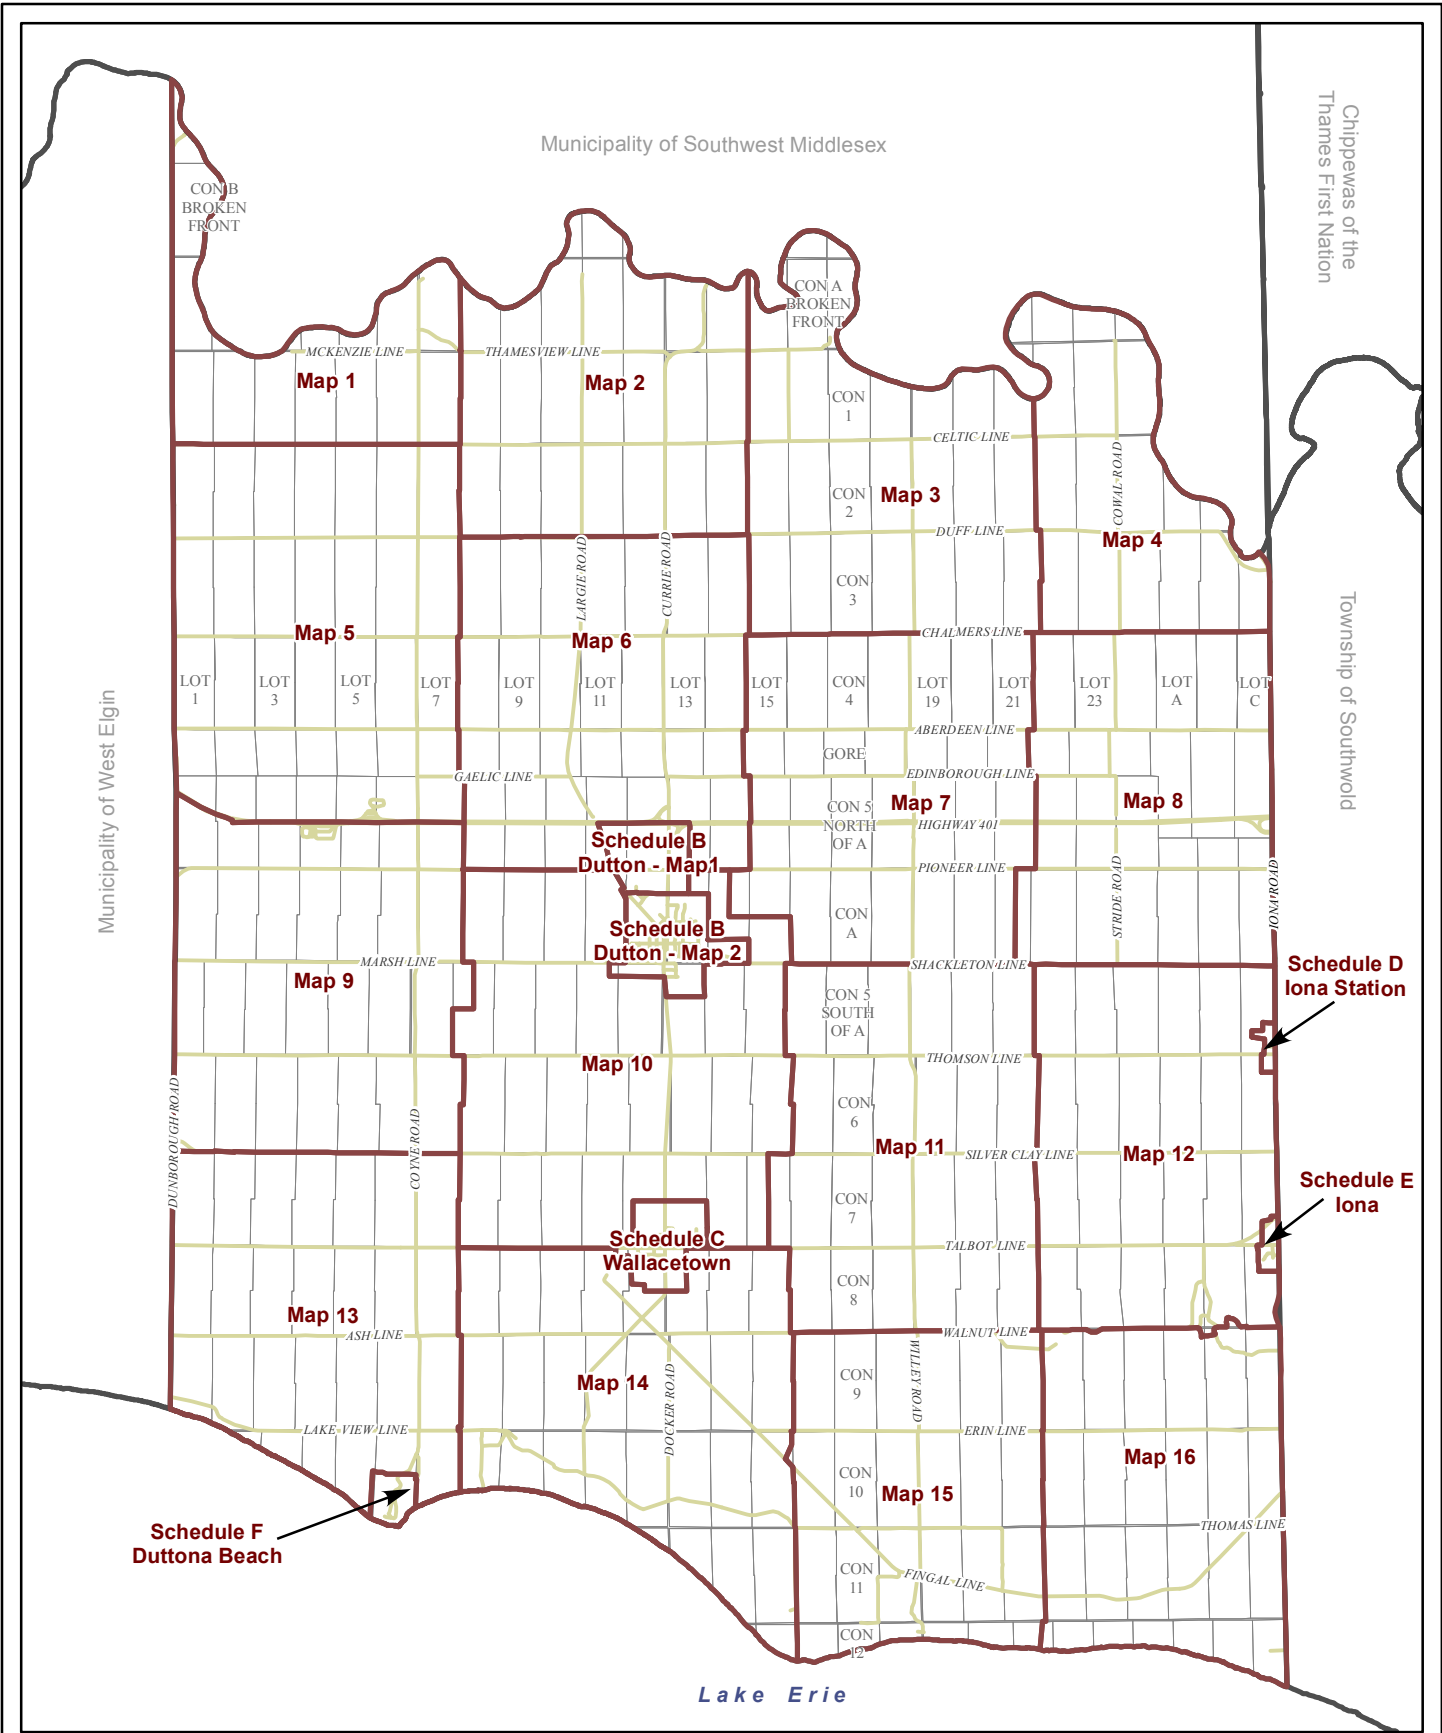 Municipality of Southwest Middlesex
Chippewas of the
Thames First Nation
CON B
BROKEN
FRONT
CON A
BROKEN
FRONT
MCKENZIE LINE
THAMESVIEW LINE
Map 1
Map 2
CON
1
CELTIC LINE
COWAL ROAD
CON
2
Map 3
DUFF LINE
Map 4
LARGIE ROAD
CURRIE ROAD
CON
3
Township of Southwold
Map 5
Map 6
CHALMERS LINE
LOT
1
LOT
3
LOT
5
LOT
7
LOT
9
LOT
11
LOT
13
LOT
15
CON
4
LOT
19
LOT
21
LOT
23
LOT
A
LOT
C
Municipality of West Elgin
ABERDEEN LINE
GORE
GAELIC LINE
EDINBOROUGH LINE
CON 5
NORTH
OF A
Map 7
Map 8
HIGHWAY 401
Schedule B
Dutton - Map1
PIONEER LINE
STRIDE ROAD
IONA ROAD
CON
A
Schedule B
Dutton - Map 2
MARSH LINE
SHACKLETON LINE
Map 9
Schedule D
Iona Station
CON 5
SOUTH
OF A
Map 10
THOMSON LINE
DUNBOROUGH ROAD
COYNE ROAD
CON
6
Map 11
SILVER CLAY LINE
Map 12
Schedule E
Iona
CON
7
Schedule C
Wallacetown
TALBOT LINE
CON
8
Map 13
ASH LINE
WALNUT LINE
Map 14
DOCKER ROAD
WILLEY ROAD
CON
9
LAKE VIEW LINE
ERIN LINE
Map 16
CON
10
Map 15
Schedule F
Duttona Beach
THOMAS LINE
CON
11
FINGAL LINE
CON
12
Lake Erie